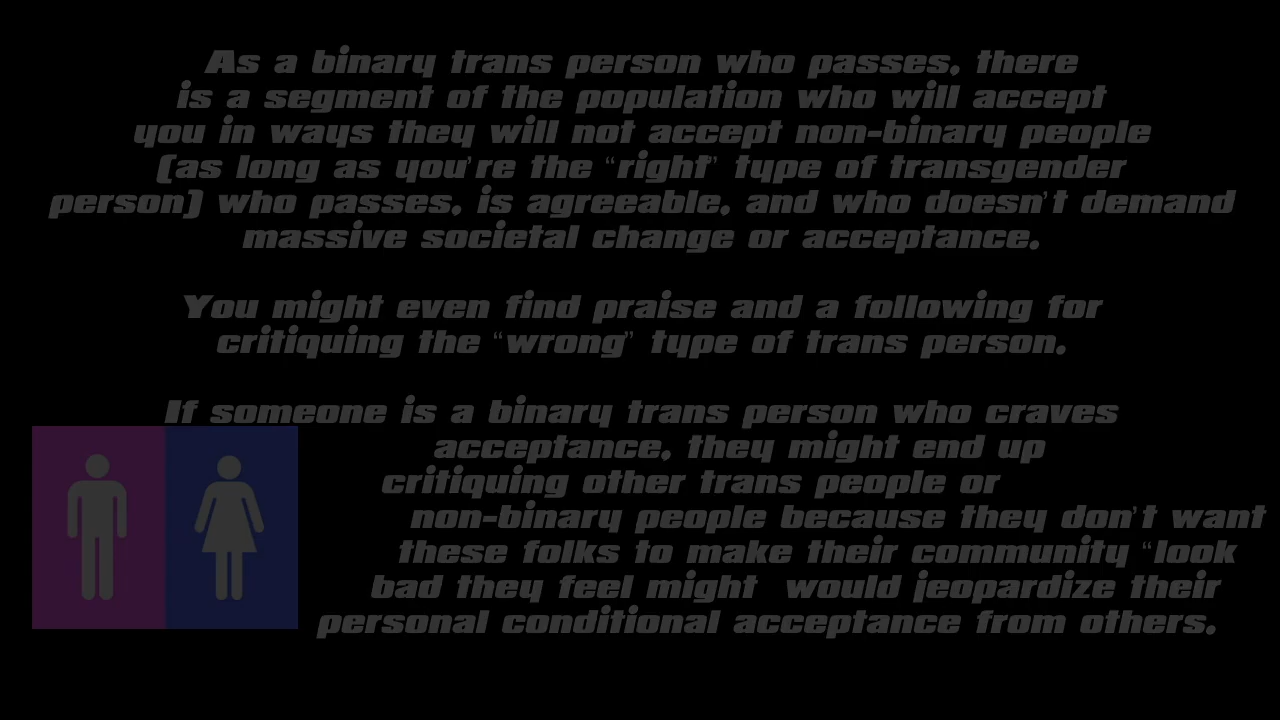 As a binary trans person who passes, there
is a segment of the population who will accept
you in ways they will not accept non-binary people
(as long as you’re the “right” type of transgender
person) who passes, is agreeable, and who doesn’t demand
massive societal change or acceptance.
You might even find praise and a following for
critiquing the “wrong” type of trans person.
If someone is a binary trans person who craves
acceptance, they might end up
critiquing other trans people or
non-binary people because they don’t want
these folks to make their community “look
bad they feel might would jeopardize their
personal conditional acceptance from others.